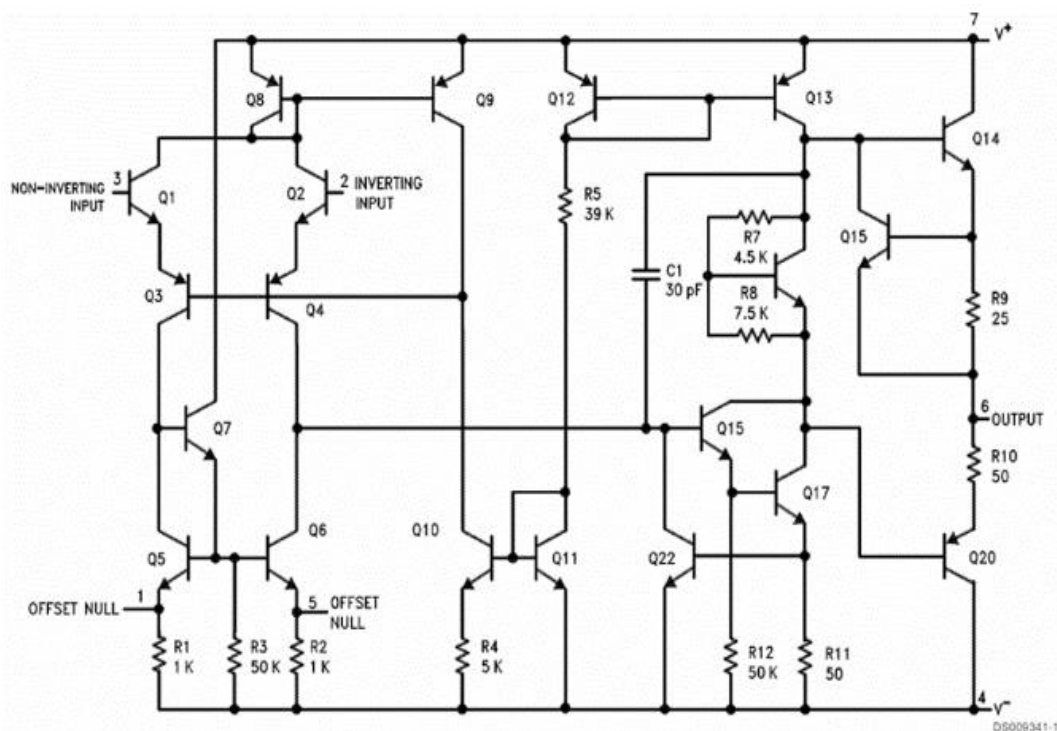 7
V+
Q8
Q9
Q12
Q13
Q14
3
NON-INVERTING
INPUT
Q1
Q2
2 INVERTING
INPUT
R5
39 K
Q15
R7
4.5 K
C1
30 pF
R8
7.5 K
R9
25
Q3
Q4
6
OUTPUT
Q7
Q15
R10
50
Q17
Q10
Q6
Q5
Q11
Q22
Q20
1
OFFSET NULL
5
OFFSET
NULL
R1
1 K
R3
50K
R2
1K
R4
5 K
R12
50 K
R11
50
4
V-
DS009341-1